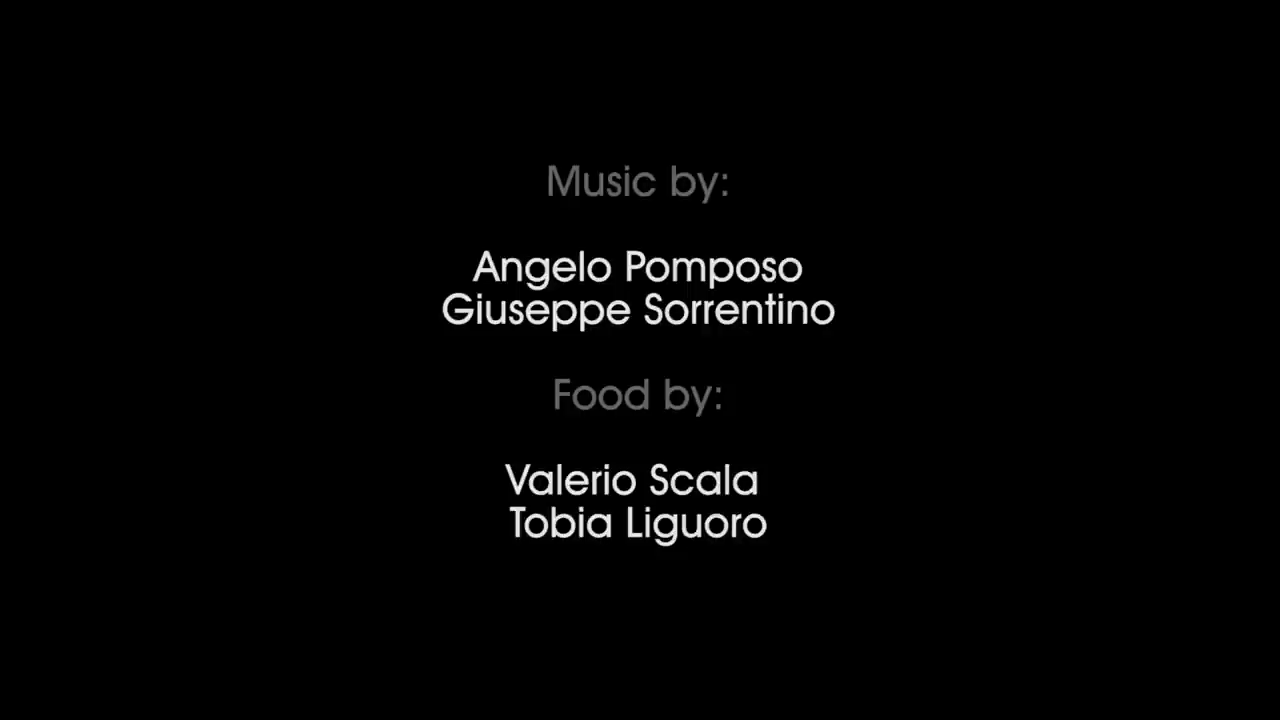 Music by:
Angelo Pomposo
Giuseppe Sorrentino
Food by:
Valerio Scala
Tobia Liguoro